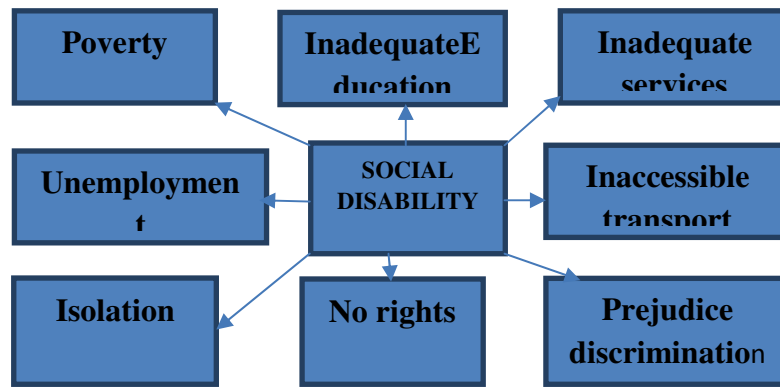 Poverty
InadequateE
ducation
Inadequate
services
Unemploymen
t
SOCIAL
DISABILITY
Inaccessible
transport
Isolation
No rights
Prejudice
discrimination